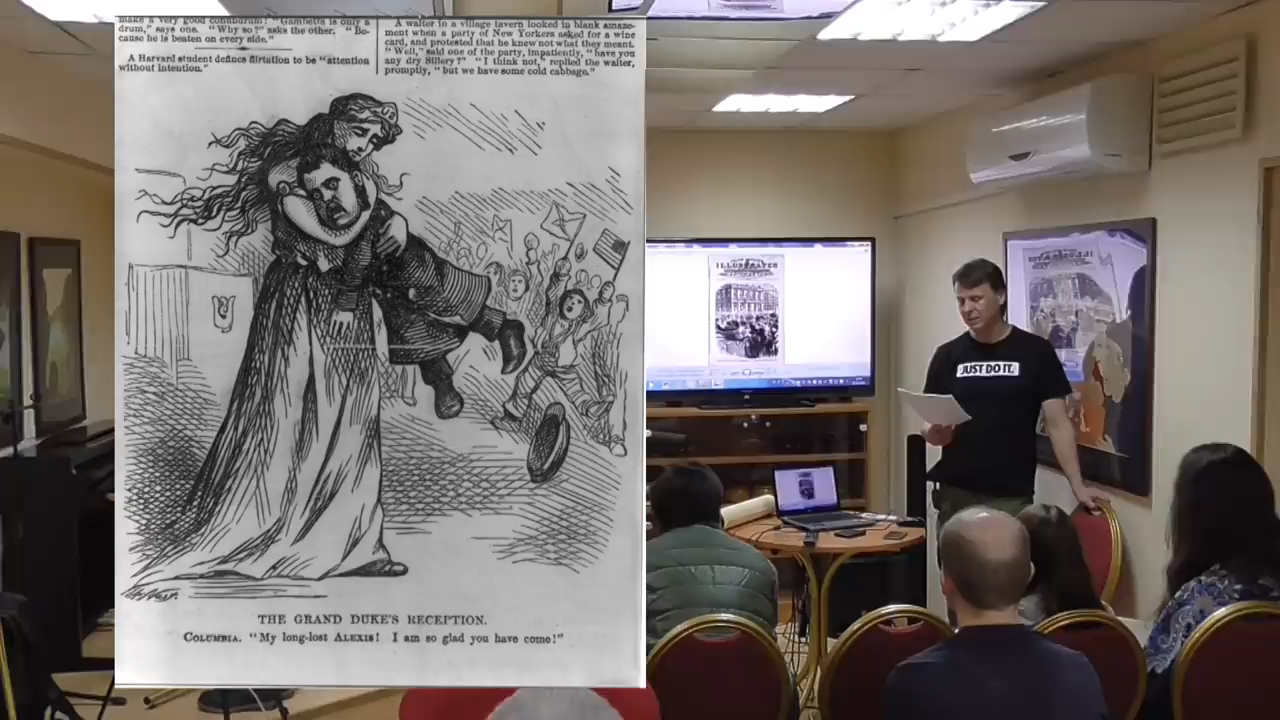 make a very good conundrum! "Gambetta is only a
drum," says one. "Why so?" asks the other. "Be-
cause he is beaten on every side."
A Harvard student defines flirtation to be "attention
without intention."
A waiter in a village tavern looked in blank amaze-
ment when a party of New Yorkers asked for a wine
card, and protested that he knew not what they meant.
"Well," said one of the party, impatiently, "have you
any dry Sillery?" "I think not," replied the waiter,
promptly, "but we have some cold cabbage."
THE GRAND DUKE'S RECEPTION.
COLUMBIA. "My long-lost ALEXIS! I am so glad you have come!"
ILLUSTRATED
JUST DO IT.